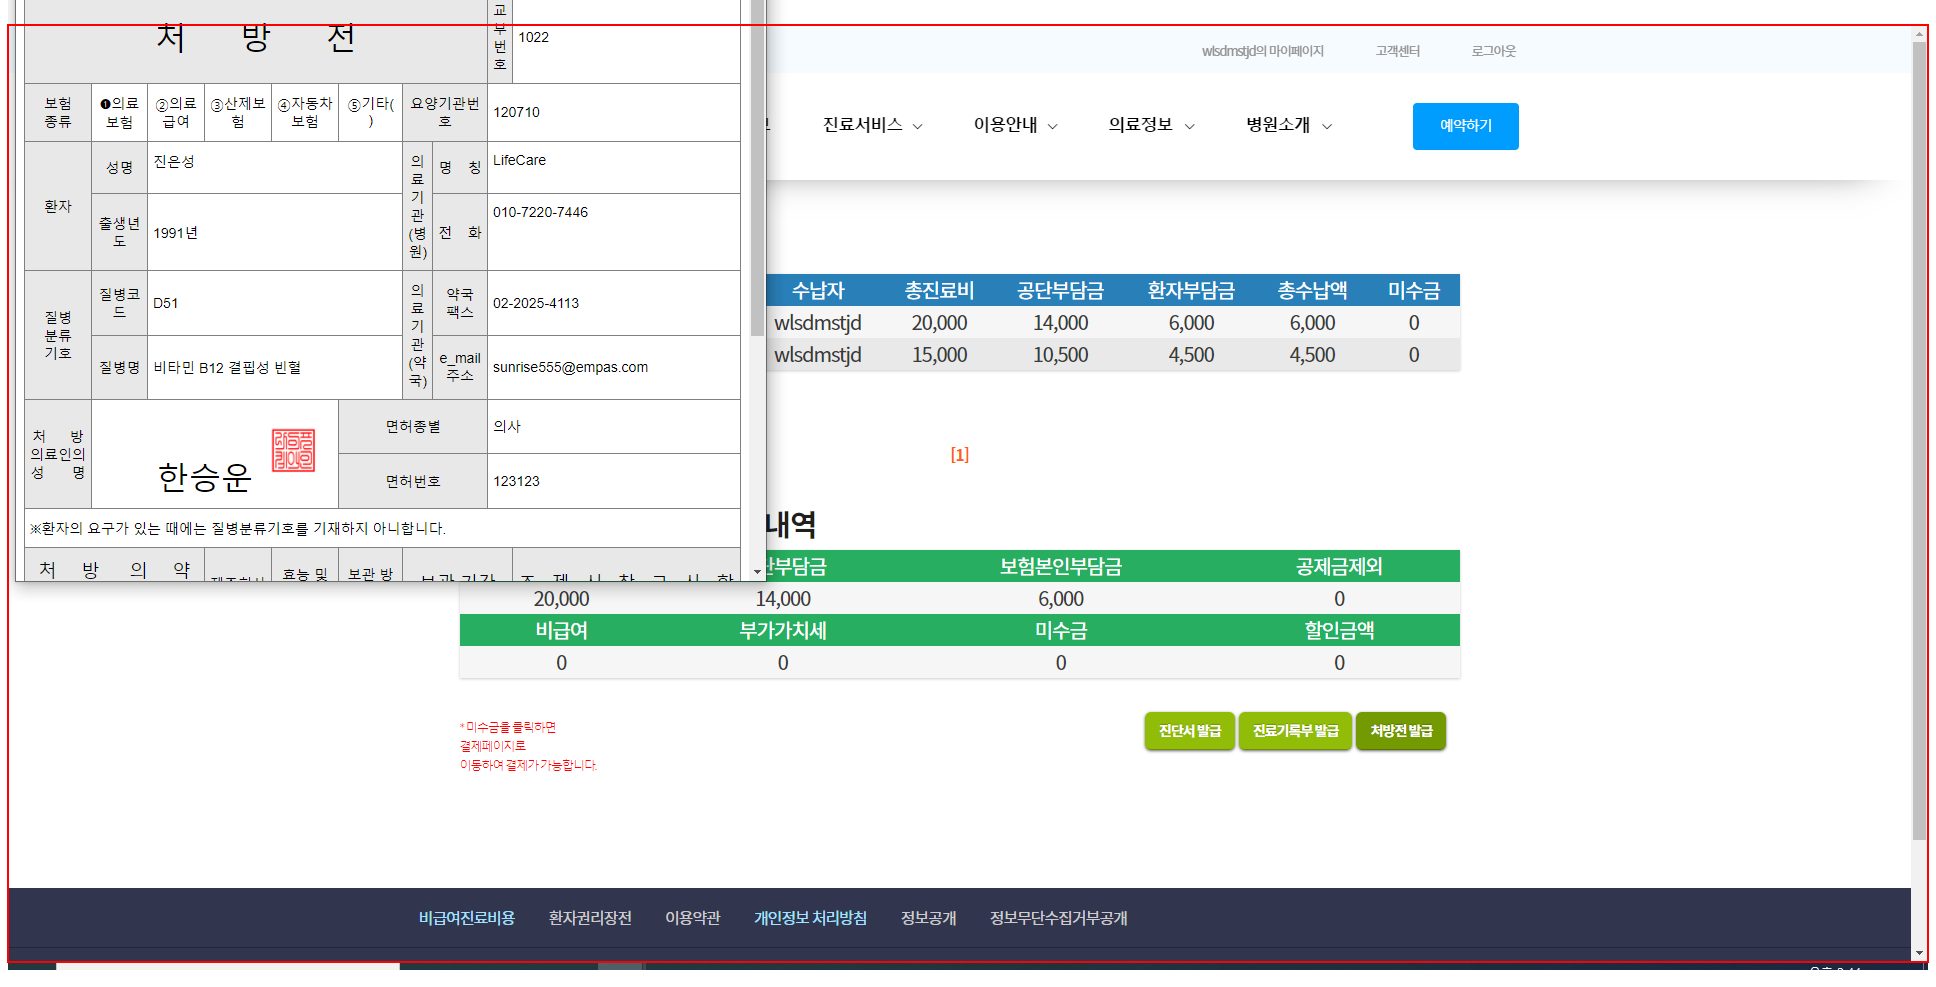 처 방 전
교
부
번
호
1022
보험
종류
❶의료
보험
②의료
급여
③산제보
험
④자동차
보험
⑤기타(
)
요양기관번
호
120710
환자
성명
진은성
의
료
기
관
(병
원)
명 칭
LifeCare
출생년
도
1991년
전 화
010-7220-7446
질병
분류
기호
질병코
드
D51
의
료
기
관
(약
국)
약국
팩스
02-2025-4113
질병명
비타민 B12 결핍성 빈혈
e_mail
주소
sunrise555@empas.com
처 방
의료인의
성 명
한승운
면허종별
의사
면허번호
123123
※환자의 요구가 있는 때에는 질병분류기호를 기재하지 아니합니다.
처 방 의 약
효능 및
보관 방
wlsdmstjd의 마이페이지 고객센터 로그아웃
진료서비스 이용안내 의료정보 병원소개 예약하기
수납자 총진료비 공단부담금 환자부담금 총수납액 미수금
wlsdmstjd 20,000 14,000 6,000 6,000 0
wlsdmstjd 15,000 10,500 4,500 4,500 0
[1]
내역
부담금 보험본인부담금 공제금제외
20,000 14,000 6,000 0
비급여 부가가치세 미수금 할인금액
0 0 0 0
* 미수금을 클릭하면
결제페이지로
이동하여 결제가 가능합니다.
진단서 발급 진료기록부 발급 처방전 발급
비급여진료비용 환자권리장전 이용약관 개인정보 처리방침 정보공개 정보무단수집거부공개